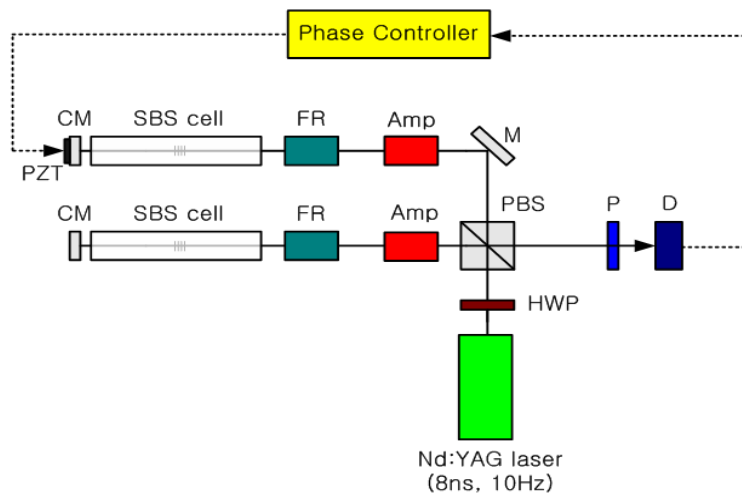 Phase Controller
CM SBS cell FR Amp M
PZT
PBS P D
CM SBS cell FR Amp
HWP
Nd:YAG laser
(8ns, 10Hz)